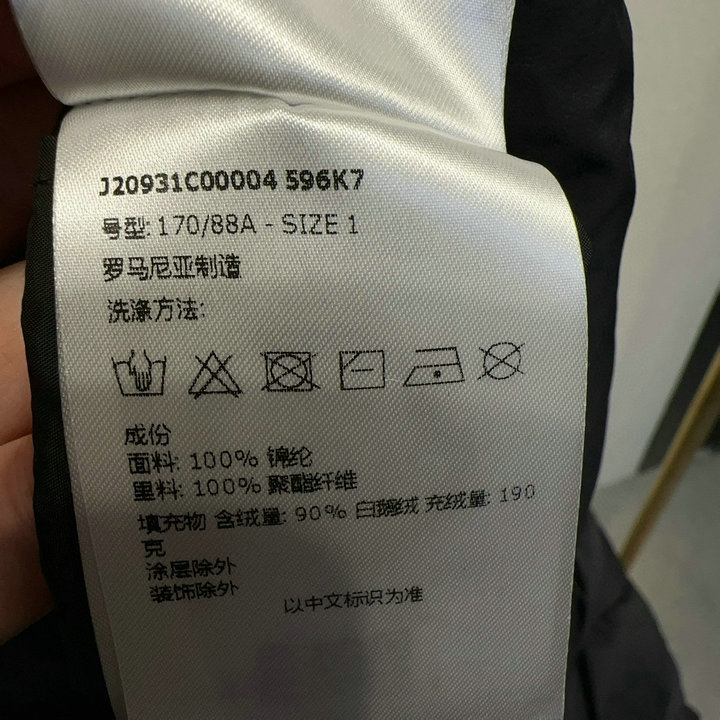 J20931C00004 596K7
号型: 170/88A - SIZE 1
罗马尼亚制造
洗涤方法:
成份
面料: 100% 锦纶
里料: 100% 聚酯纤维
填充物 含绒量: 90% 白鹅绒 充绒量: 190
克
涂层除外
装饰除外
以中文标识为准